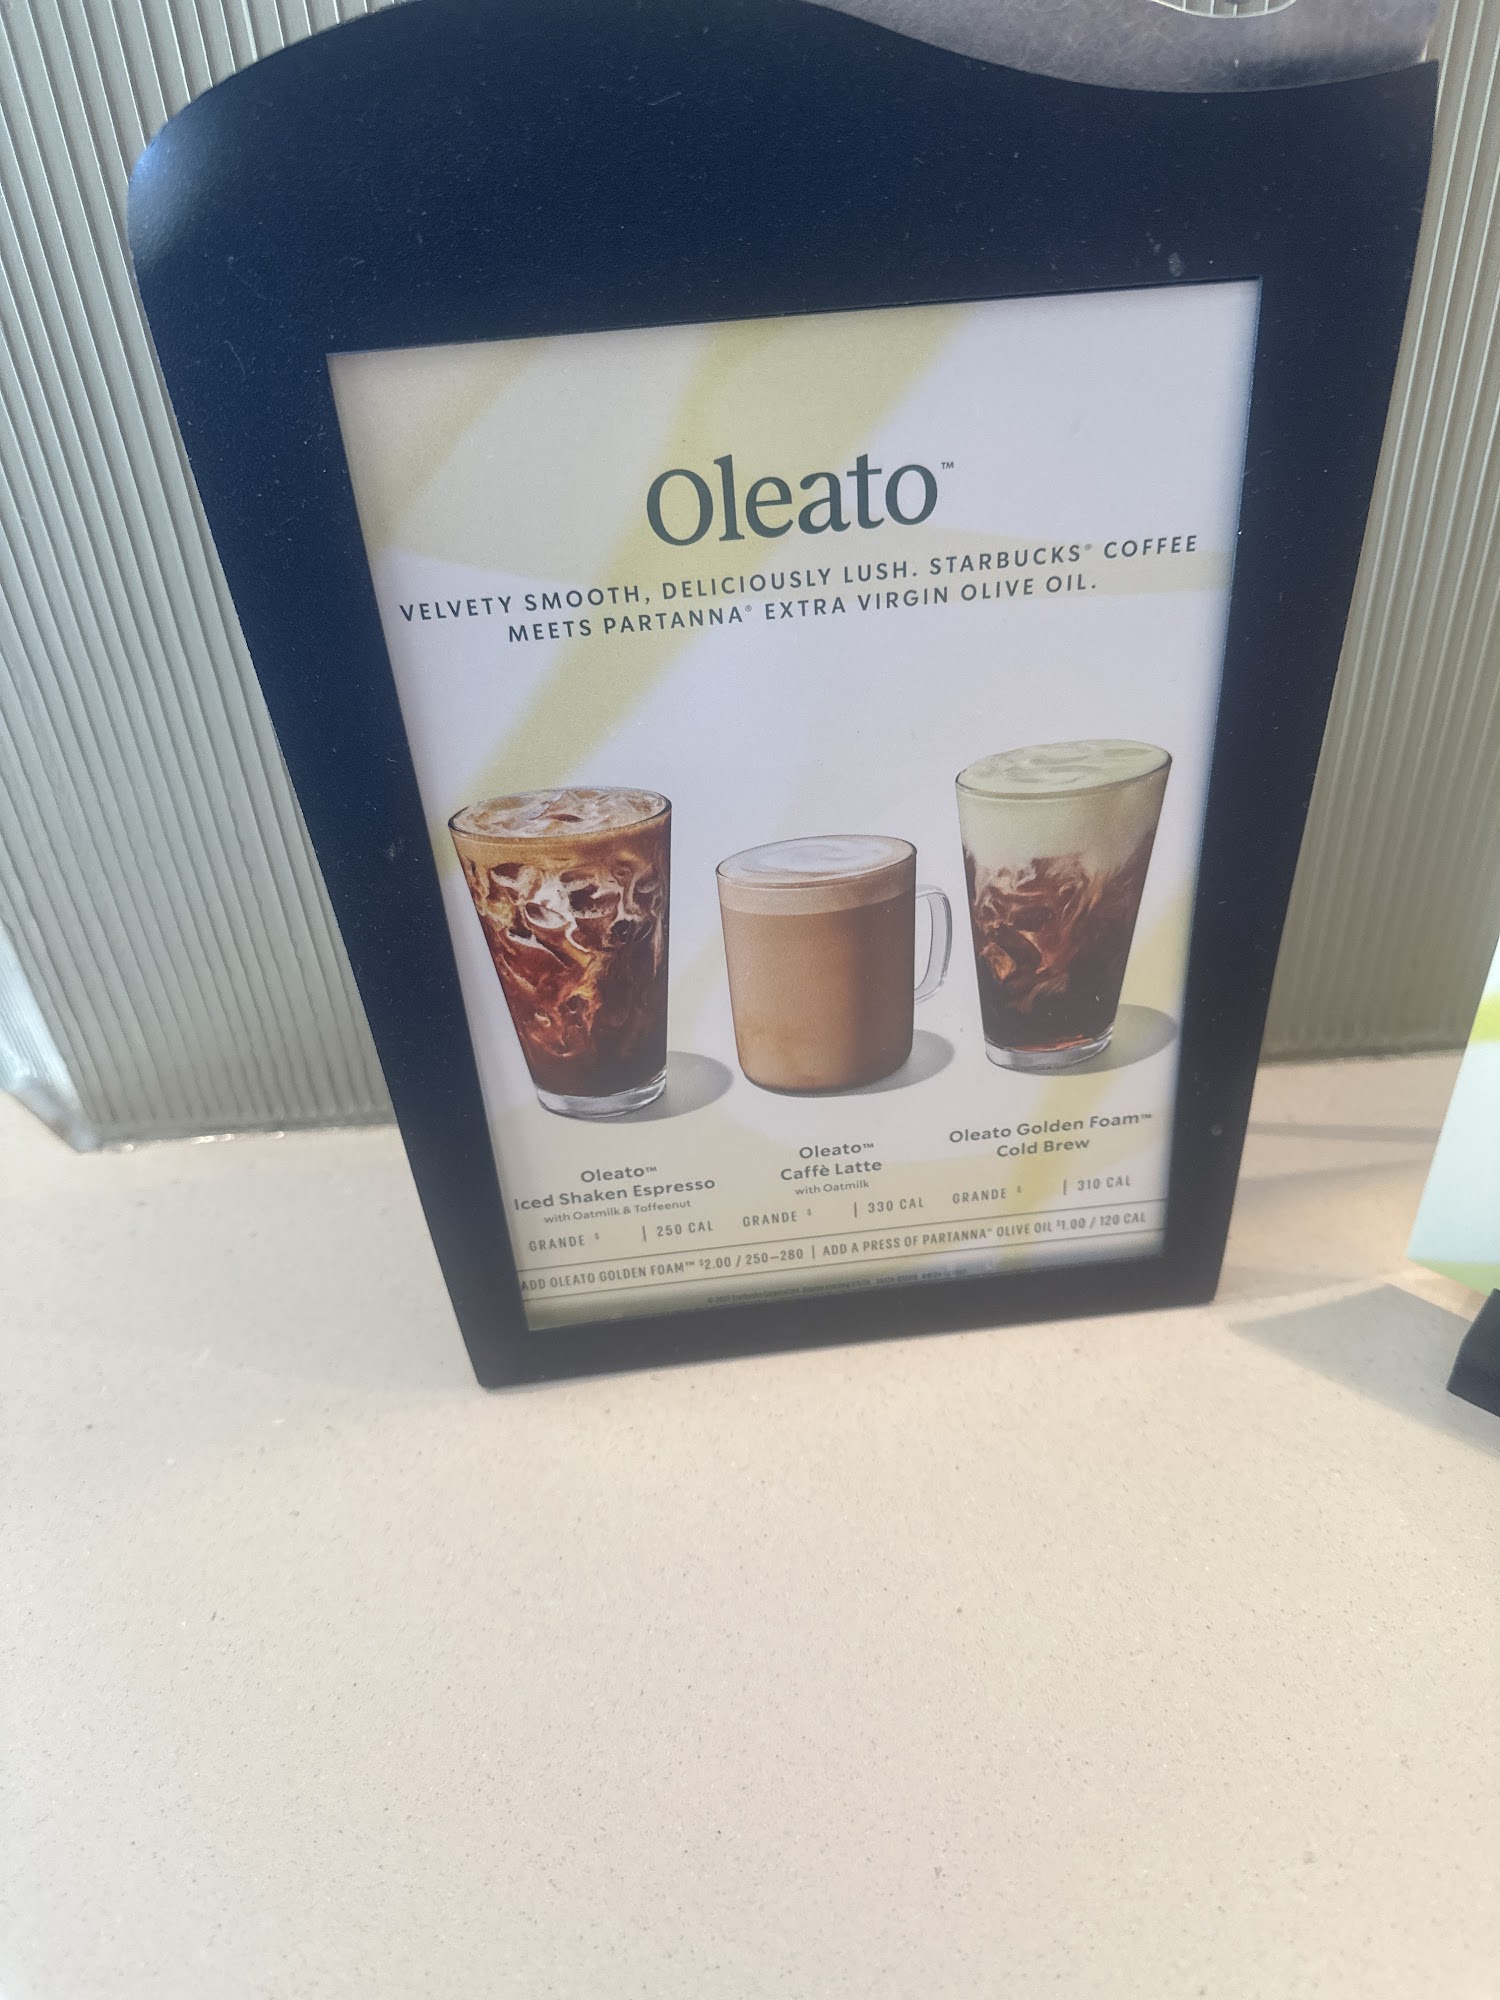 Oleato™
VELVETY SMOOTH, DELICIOUSLY LUSH. STARBUCKS® COFFEE
MEETS PARTANNA® EXTRA VIRGIN OLIVE OIL.
Oleato™
Iced Shaken Espresso
with Oatmilk & Toffeenut
GRANDE $ | 250 CAL
Oleato™
Caffè Latte
with Oatmilk
GRANDE $ | 330 CAL
Oleato Golden Foam™
Cold Brew
GRANDE $ | 310 CAL
ADD OLEATO GOLDEN FOAM™ $2.00 / 250–280 | ADD A PRESS OF PARTANNA® OLIVE OIL $1.00 / 120 CAL